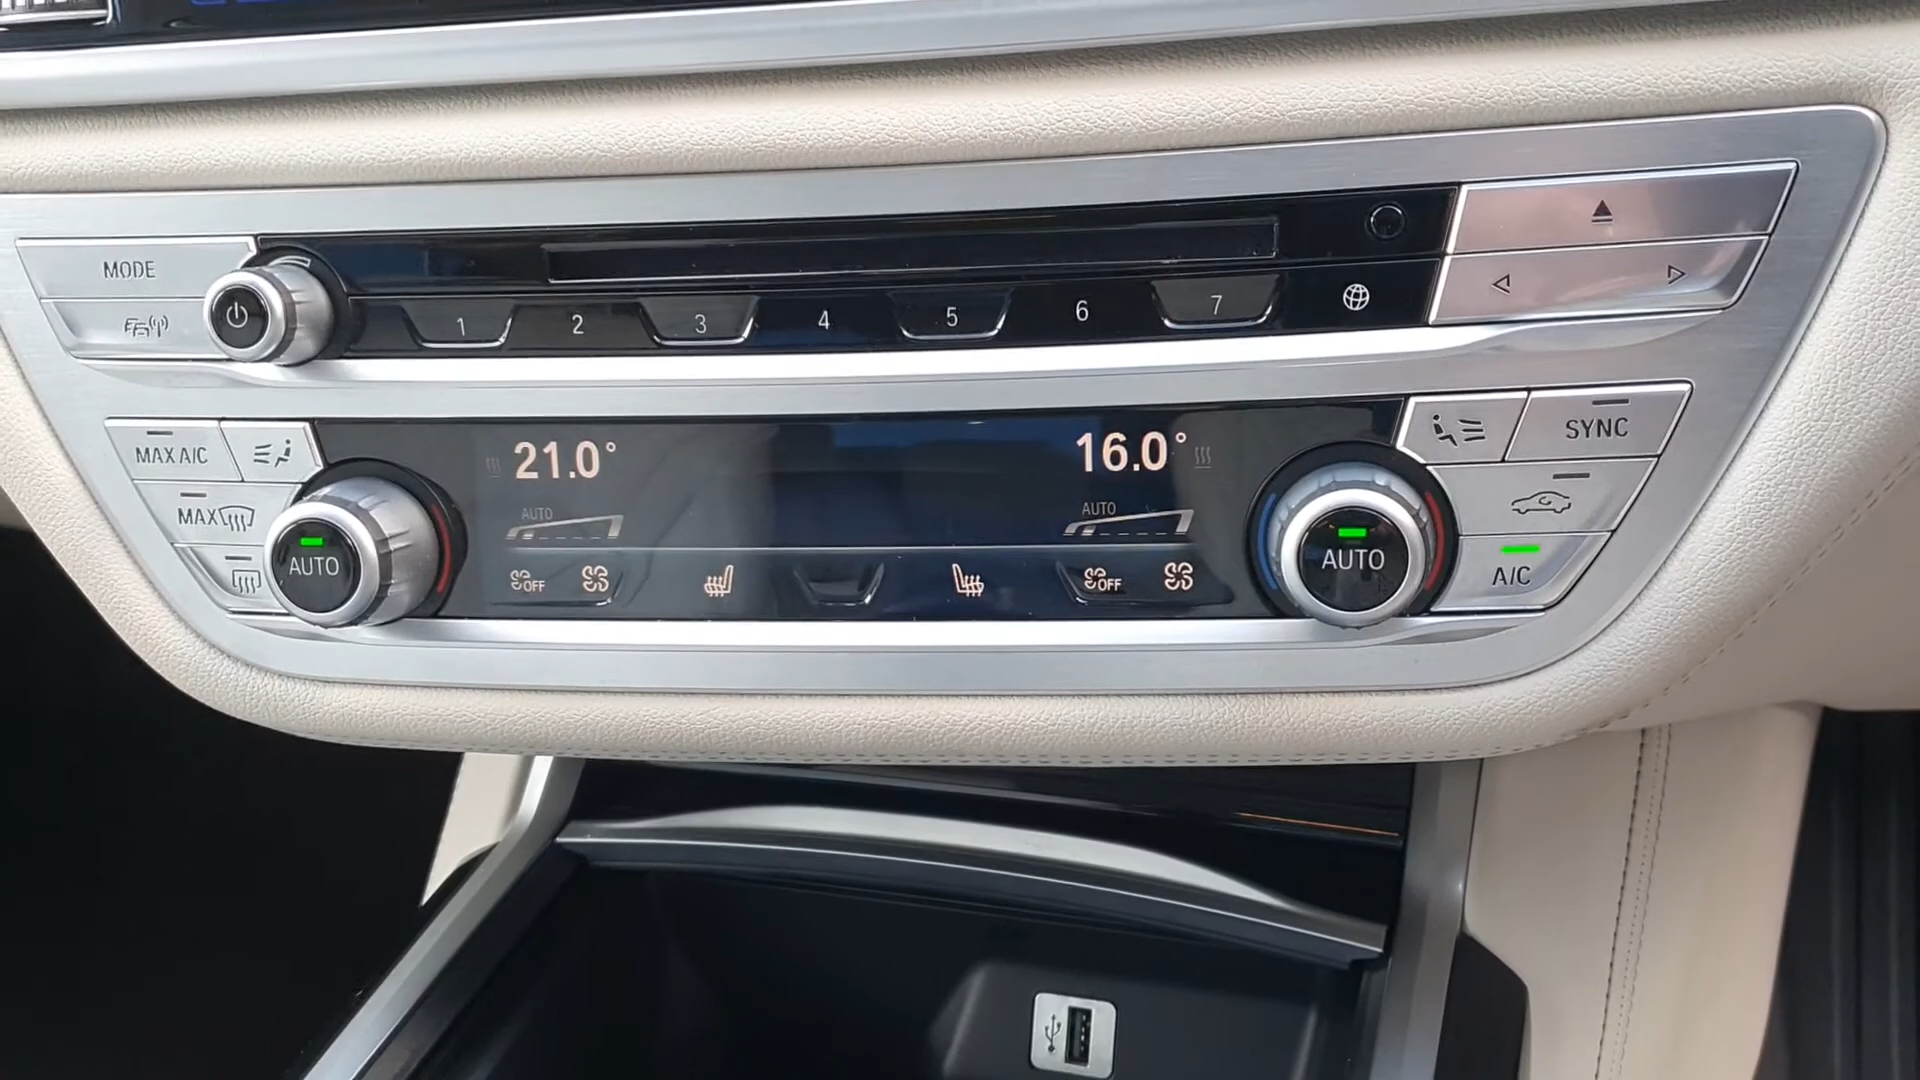 MODE
1 2 3 4 5 6 7
21.0° 16.0°
MAX A/C
SYNC
MAX
AUTO AUTO
AUTO AUTO
OFF OFF
A/C